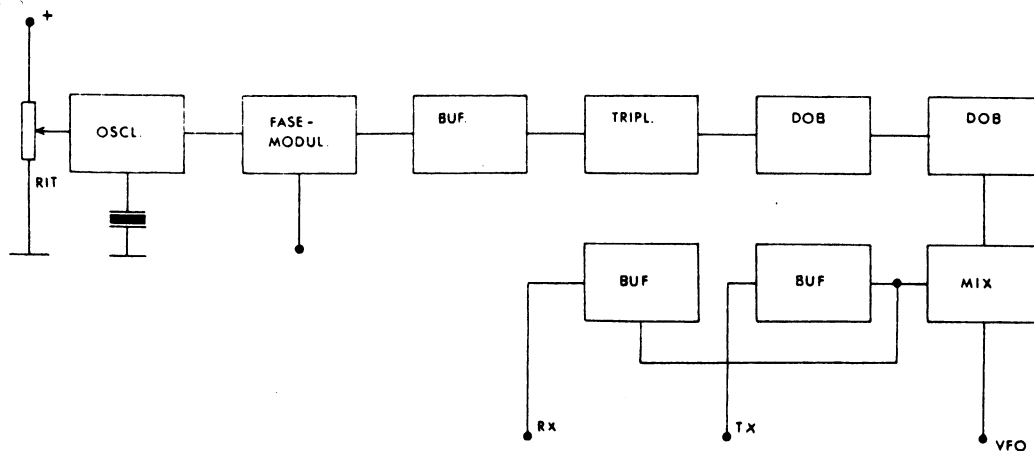 +
RIT
OSCL.
FASE-
MODUL.
BUF.
TRIPL.
DOB
DOB
BUF
BUF
MIX
RX
TX
VFO